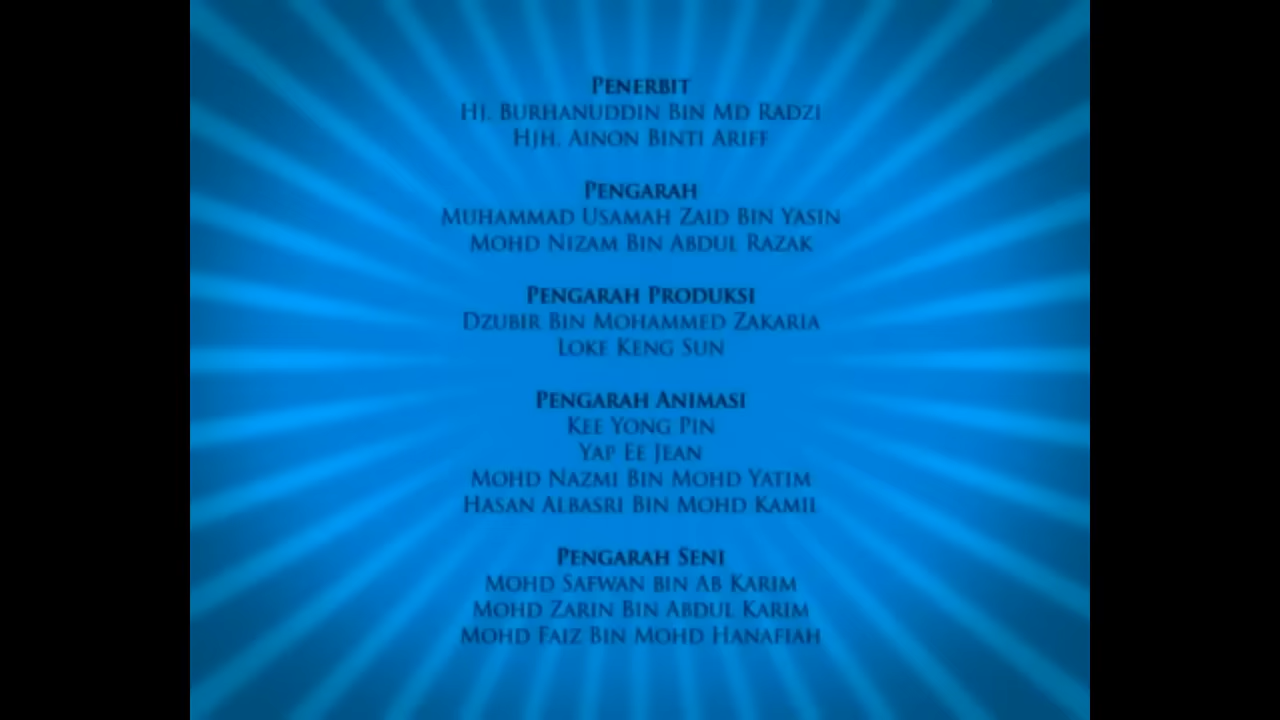 PENERBIT
HJ. BURHANUDDIN BIN MD RADZI
HJH. AINON BINTI ARIFF
PENGARAH
MUHAMMAD USAMAH ZAID BIN YASIN
MOHD NIZAM BIN ABDUL RAZAK
PENGARAH PRODUKSI
DZUBIR BIN MOHAMMED ZAKARIA
LOKE KENG SUN
PENGARAH ANIMASI
KEE YONG PIN
YAP EE JEAN
MOHD NAZMI BIN MOHD YATIM
HASAN ALBASRI BIN MOHD KAMIL
PENGARAH SENI
MOHD SAFWAN BIN AB KARIM
MOHD ZARIN BIN ABDUL KARIM
MOHD FAIZ BIN MOHD HANAFIAH